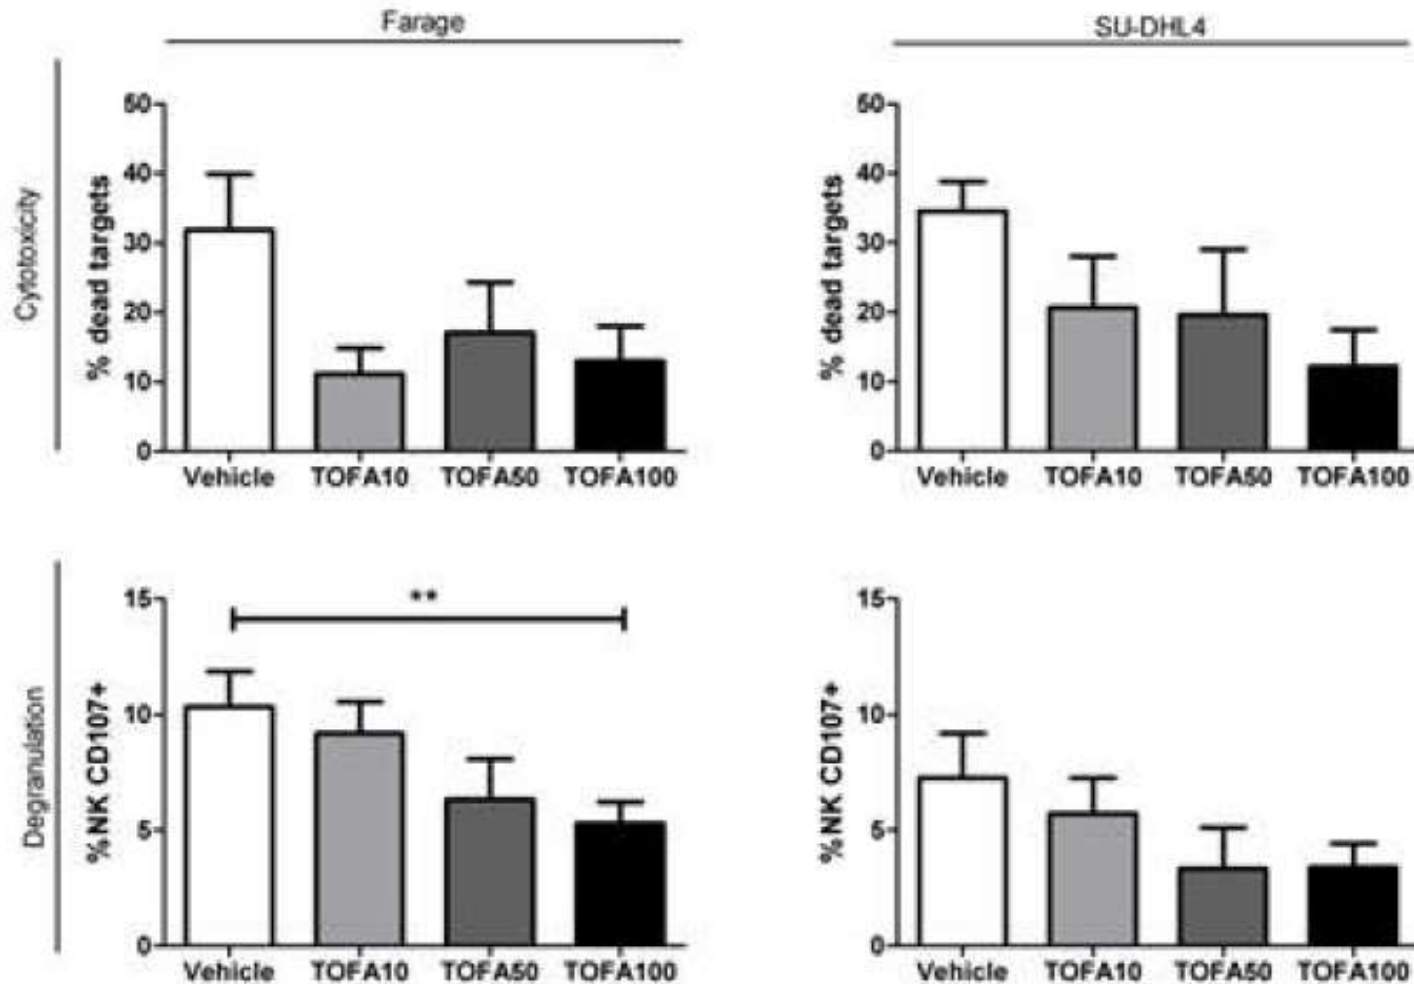 Farage
SU-DHL4
Cytotoxicity
% dead targets
50
40
30
20
10
0
Vehicle TOFA10 TOFA50 TOFA100
% dead targets
50
40
30
20
10
0
Vehicle TOFA10 TOFA50 TOFA100
Degranulation
%NK CD107+
15
10
5
0
**
Vehicle TOFA10 TOFA50 TOFA100
%NK CD107+
15
10
5
0
Vehicle TOFA10 TOFA50 TOFA100